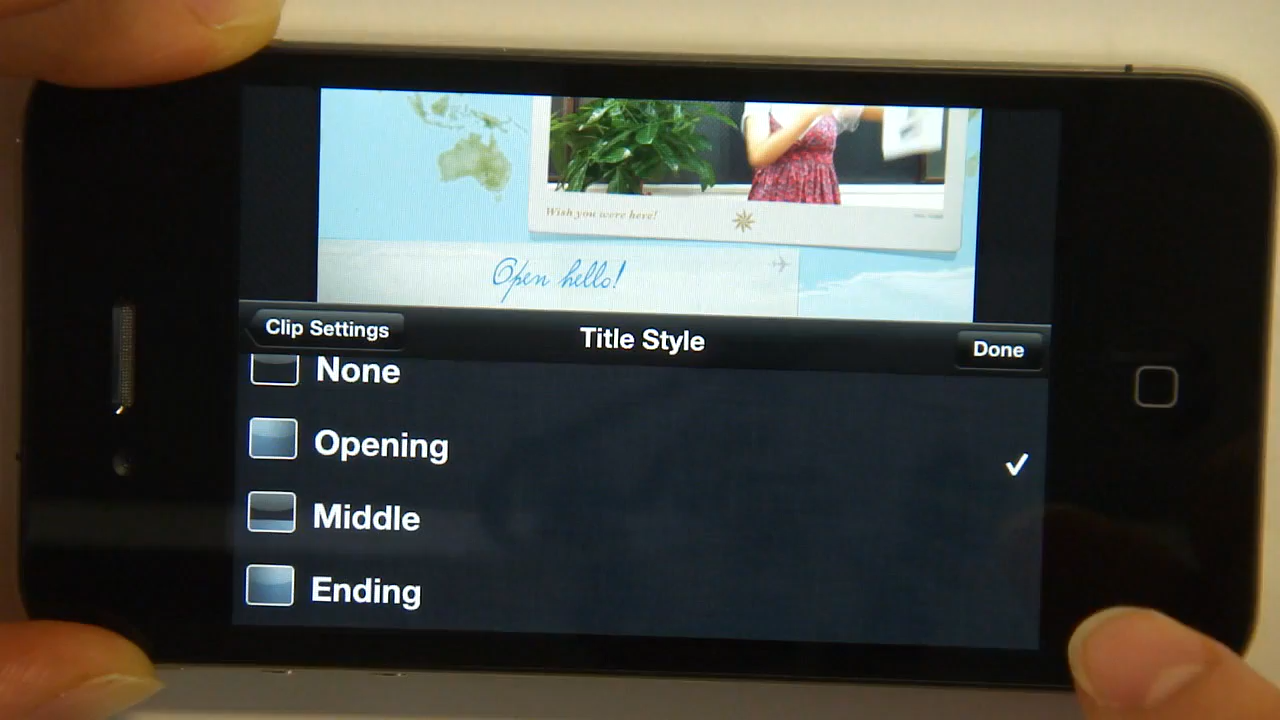 Wish you were here!
Open hello!
Clip Settings
Title Style
Done
None
Opening
Middle
Ending